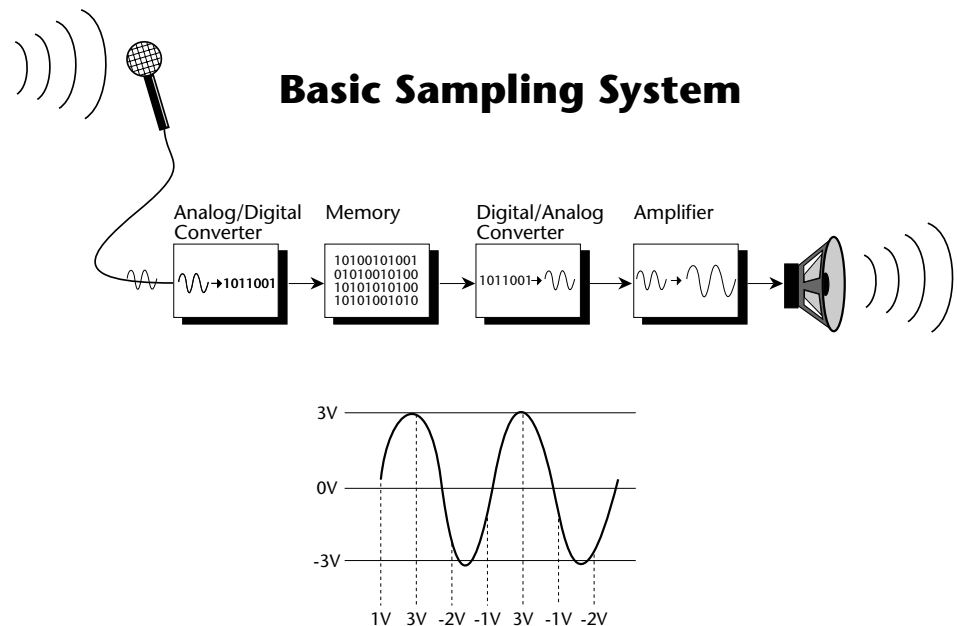 Basic Sampling System
Analog/Digital
Converter
Memory
Digital/Analog
Converter
Amplifier
1011001
10100101001
01010010100
10101010100
10101001010
1011001
3V
0V
-3V
1V 3V -2V -1V 3V -1V -2V